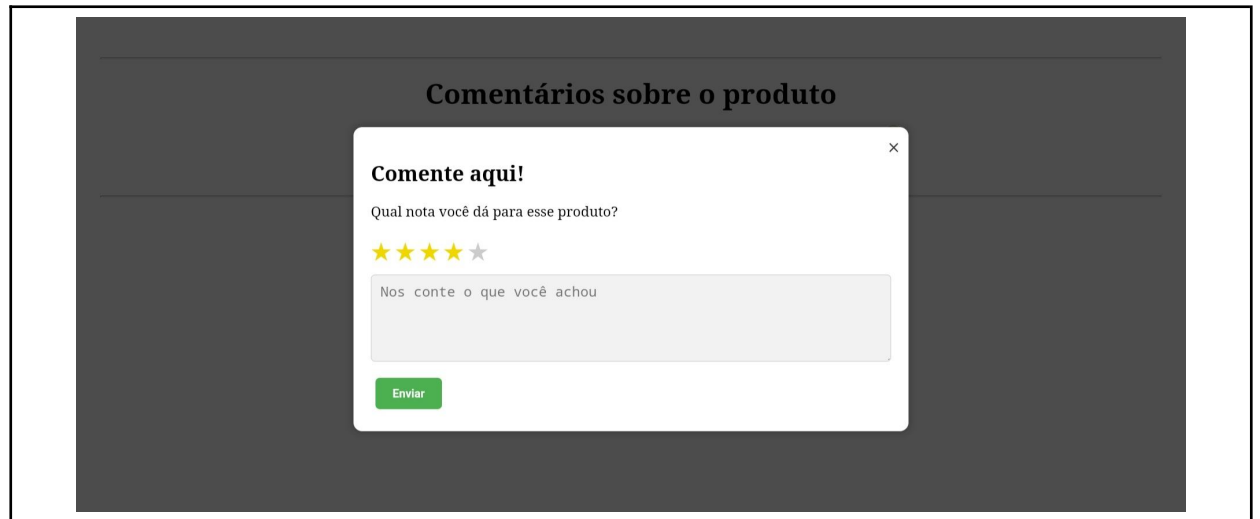 Comentários sobre o produto
×
Comente aqui!
Qual nota você dá para esse produto?
Nos conte o que você achou
Enviar